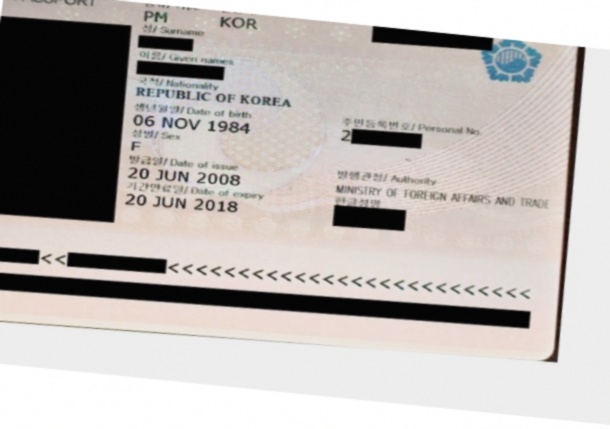 PASSPORT
PM KOR
성/ Surname
이름/ Given names
국적/ Nationality
REPUBLIC OF KOREA
생년월일/ Date of birth
06 NOV 1984
주민등록번호/ Personal No.
2
성별/ Sex
F
발급일/ Date of issue
20 JUN 2008
발행관청/ Authority
MINISTRY OF FOREIGN AFFAIRS AND TRADE
기간만료일/ Date of expiry
20 JUN 2018
한글성명
<<
<<<<<<<<<<<<<<<<<<<<<<<<<<<<